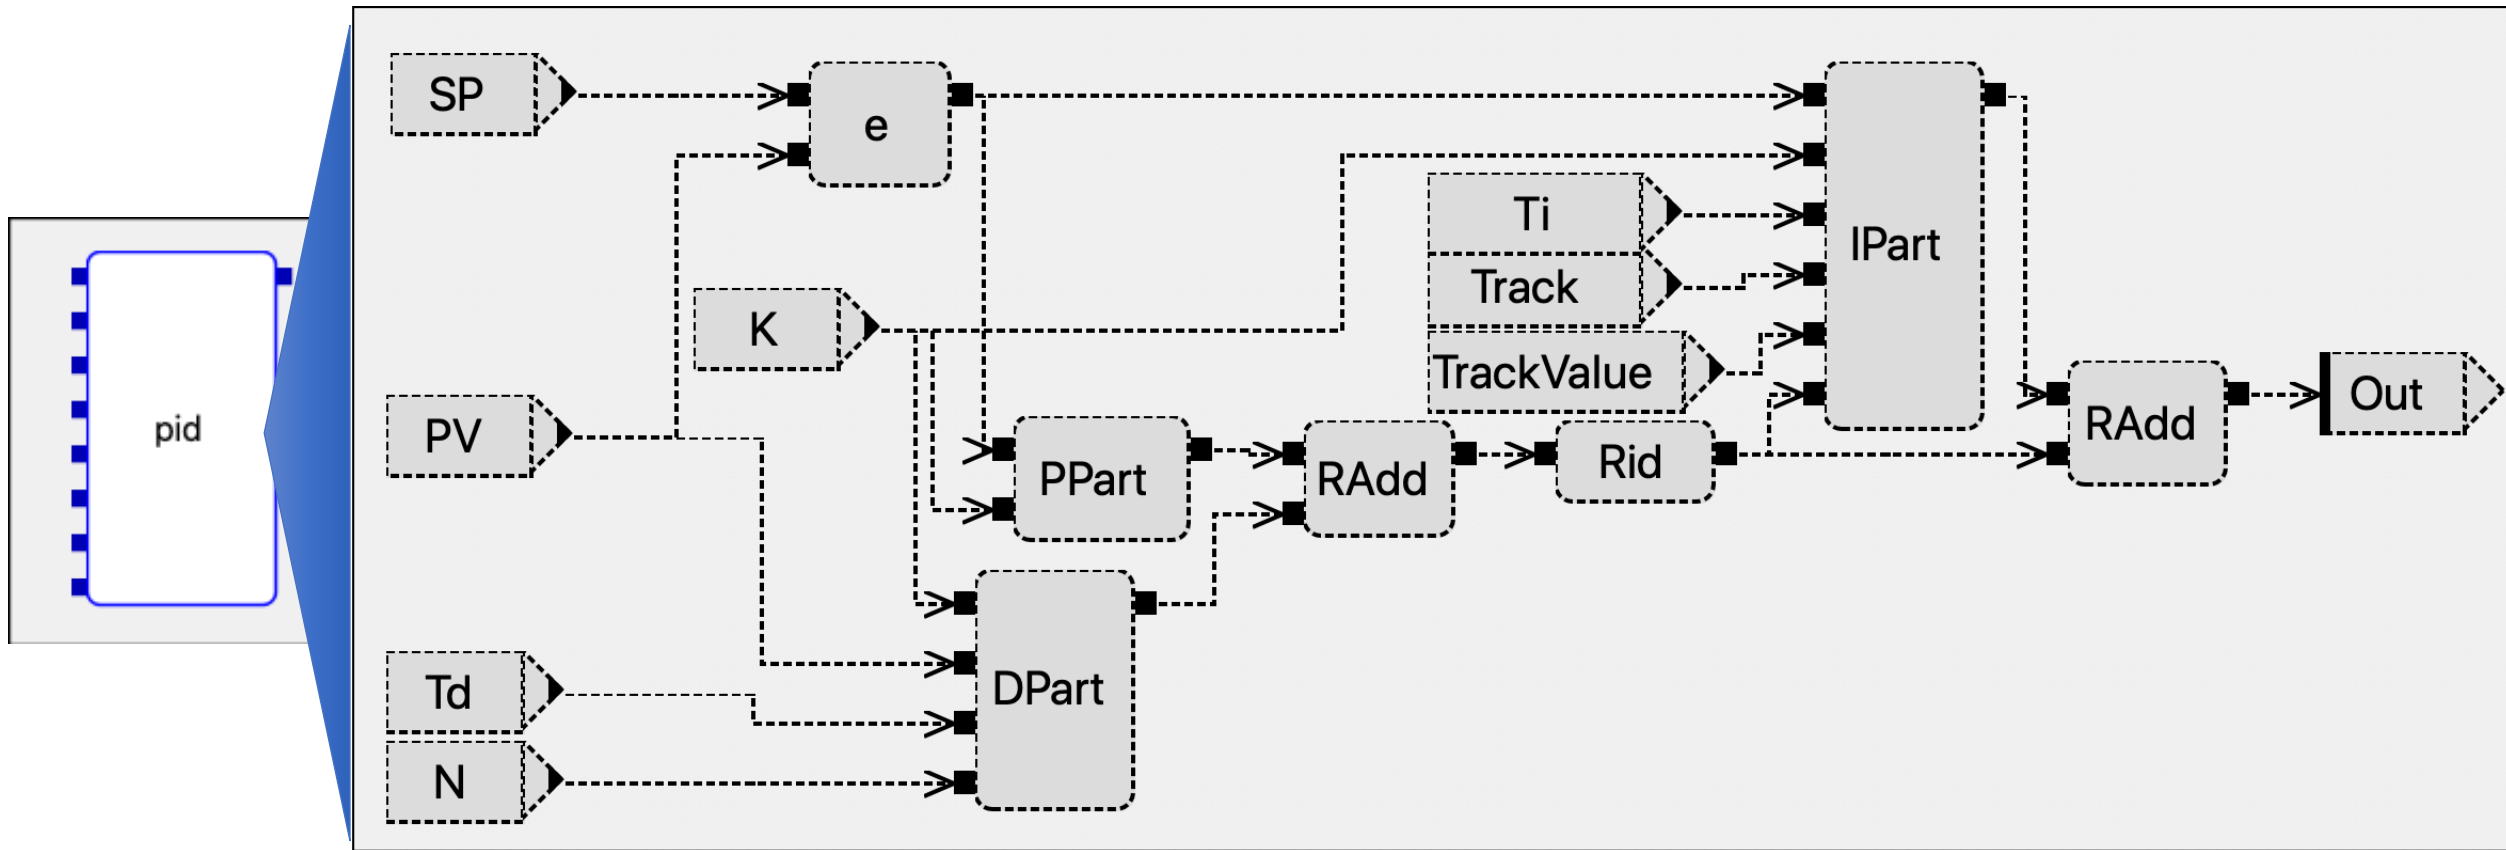 pid
SP
e
K
PV
Td
N
Ti
Track
TrackValue
IPart
PPart
RAdd
Rid
DPart
RAdd
Out